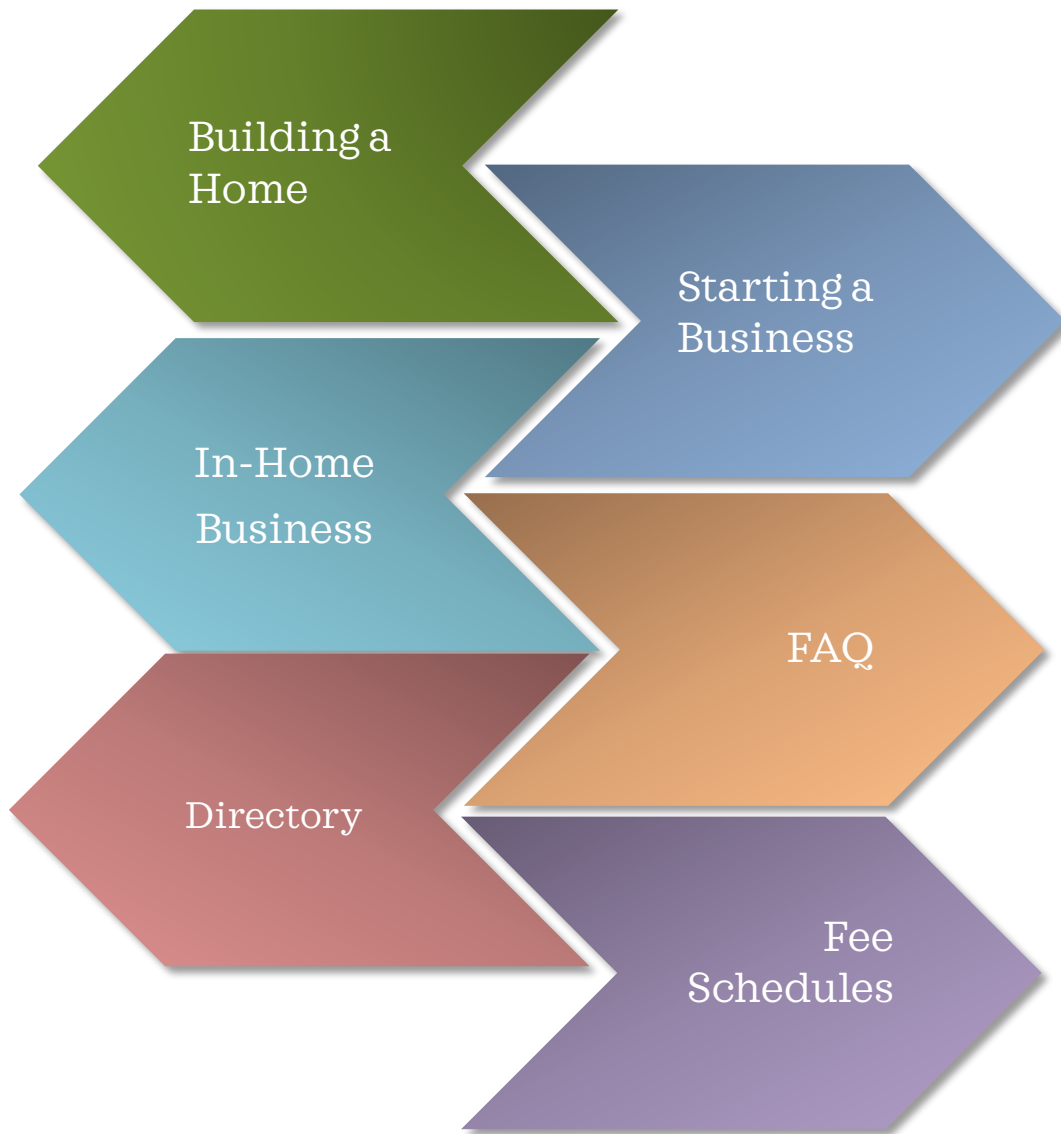 Building a
Home
Starting a
Business
In-Home
Business
FAQ
Directory
Fee
Schedules